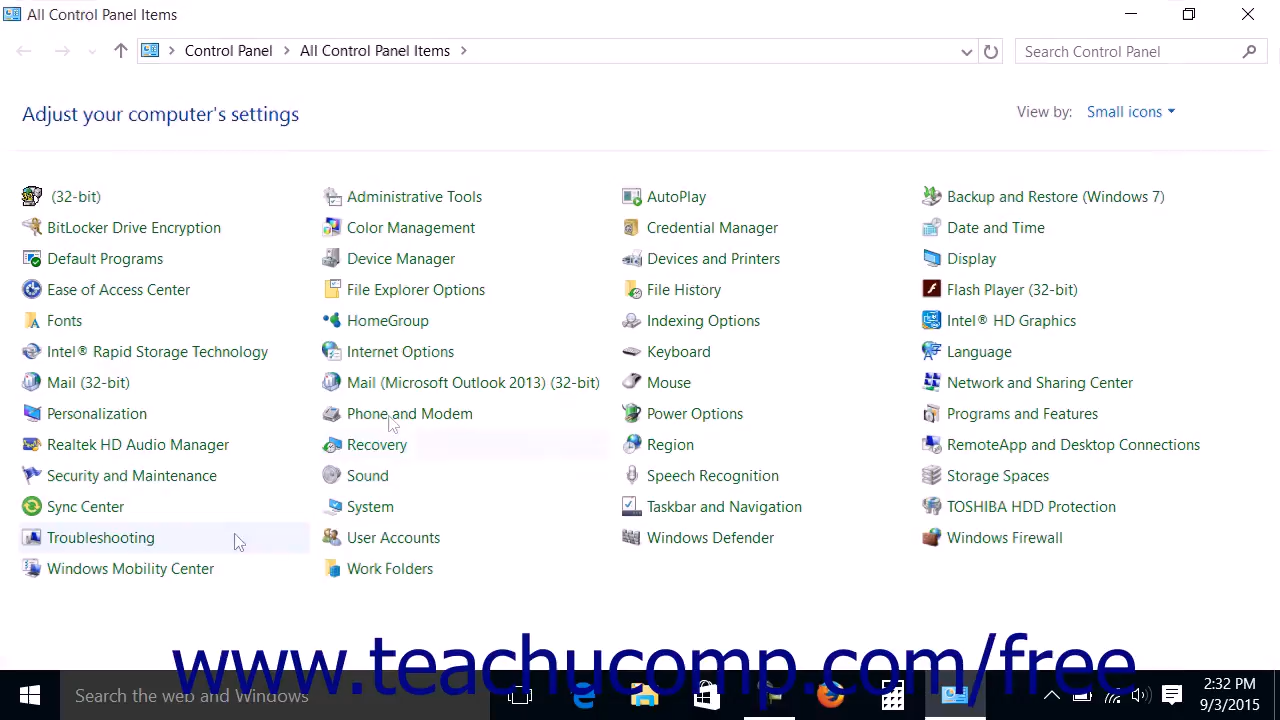 All Control Panel Items
Control Panel > All Control Panel Items >
Search Control Panel
Adjust your computer's settings
View by: Small icons
(32-bit) Administrative Tools AutoPlay Backup and Restore (Windows 7)
BitLocker Drive Encryption Color Management Credential Manager Date and Time
Default Programs Device Manager Devices and Printers Display
Ease of Access Center File Explorer Options File History Flash Player (32-bit)
Fonts HomeGroup Indexing Options Intel® HD Graphics
Intel® Rapid Storage Technology Internet Options Keyboard Language
Mail (32-bit) Mail (Microsoft Outlook 2013) (32-bit) Mouse Network and Sharing Center
Personalization Phone and Modem Power Options Programs and Features
Realtek HD Audio Manager Recovery Region RemoteApp and Desktop Connections
Security and Maintenance Sound Speech Recognition Storage Spaces
Sync Center System Taskbar and Navigation TOSHIBA HDD Protection
Troubleshooting User Accounts Windows Defender Windows Firewall
Windows Mobility Center Work Folders
www.teachucomp.com/free
Search the web and Windows
2:32 PM
9/3/2015